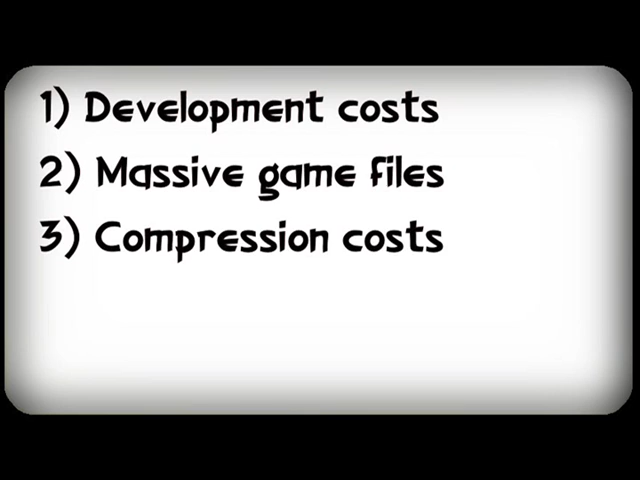 1) Development costs
2) Massive game files
3) Compression costs